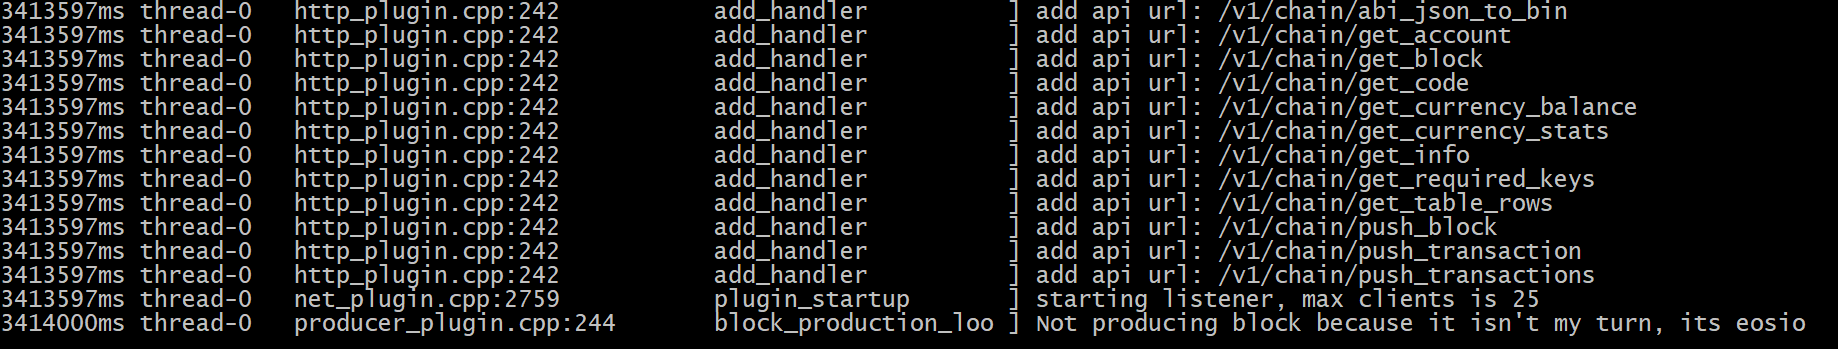 3413597ms thread-0   http_plugin.cpp:242           add_handler          ] add api url: /v1/chain/abi_json_to_bin
3413597ms thread-0   http_plugin.cpp:242           add_handler          ] add api url: /v1/chain/get_account
3413597ms thread-0   http_plugin.cpp:242           add_handler          ] add api url: /v1/chain/get_block
3413597ms thread-0   http_plugin.cpp:242           add_handler          ] add api url: /v1/chain/get_code
3413597ms thread-0   http_plugin.cpp:242           add_handler          ] add api url: /v1/chain/get_currency_balance
3413597ms thread-0   http_plugin.cpp:242           add_handler          ] add api url: /v1/chain/get_currency_stats
3413597ms thread-0   http_plugin.cpp:242           add_handler          ] add api url: /v1/chain/get_info
3413597ms thread-0   http_plugin.cpp:242           add_handler          ] add api url: /v1/chain/get_required_keys
3413597ms thread-0   http_plugin.cpp:242           add_handler          ] add api url: /v1/chain/get_table_rows
3413597ms thread-0   http_plugin.cpp:242           add_handler          ] add api url: /v1/chain/push_block
3413597ms thread-0   http_plugin.cpp:242           add_handler          ] add api url: /v1/chain/push_transaction
3413597ms thread-0   http_plugin.cpp:242           add_handler          ] add api url: /v1/chain/push_transactions
3413597ms thread-0   net_plugin.cpp:2759           plugin_startup       ] starting listener, max clients is 25
3414000ms thread-0   producer_plugin.cpp:244       block_production_loo ] Not producing block because it isn't my turn, its eosio